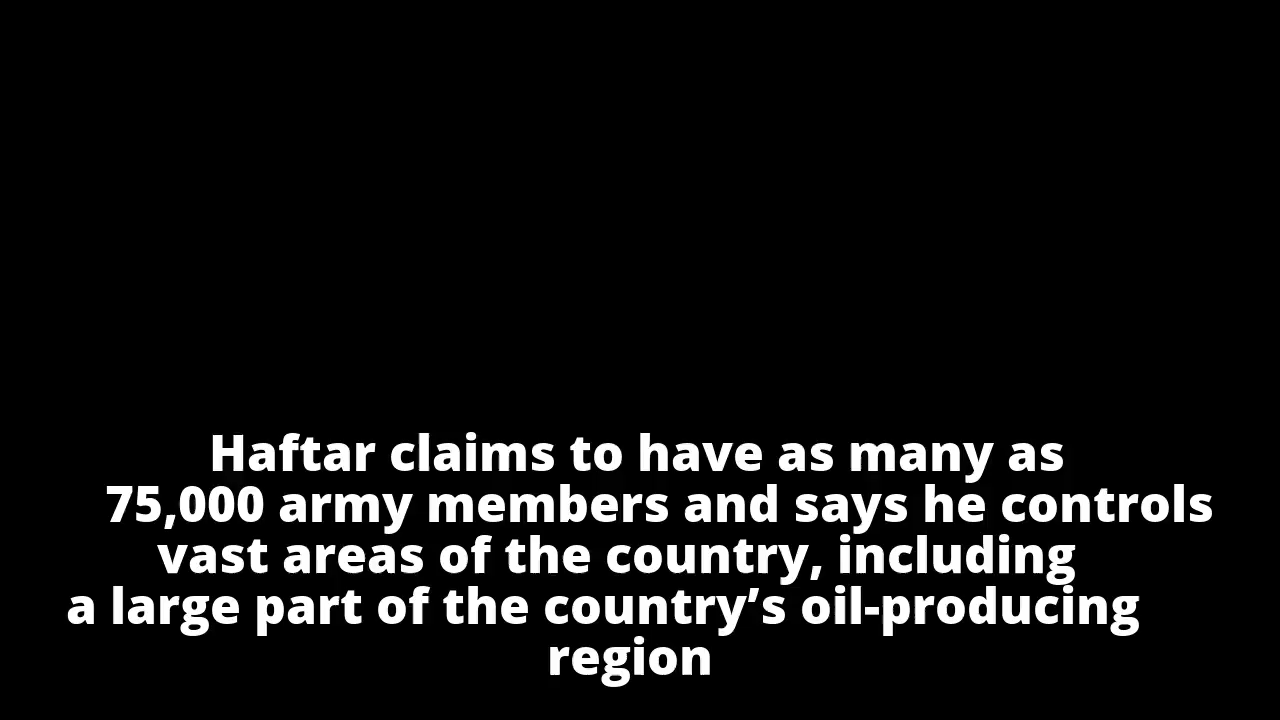 Haftar claims to have as many as
75,000 army members and says he controls
vast areas of the country, including
a large part of the country’s oil-producing
region